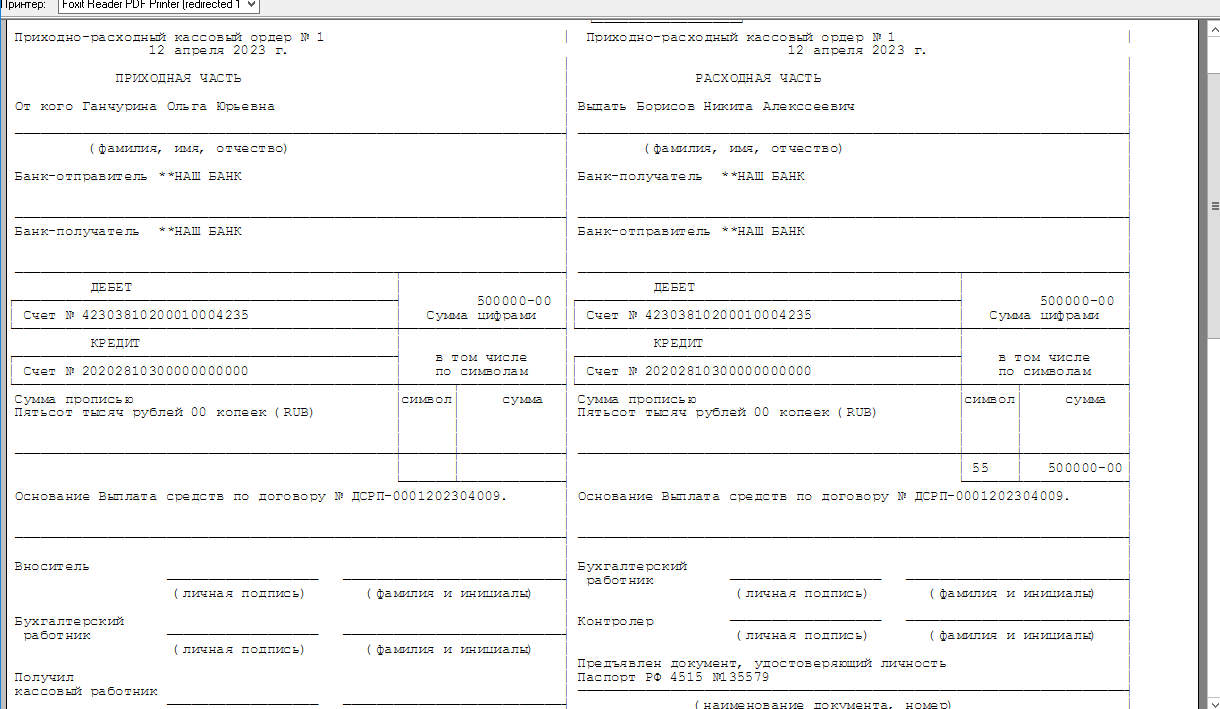 Принтер: Foxit Reader PDF Printer (redirected 1
Приходно-расходный кассовый ордер № 1
12 апреля 2023 г.
ПРИХОДНАЯ ЧАСТЬ
От кого Ганчурина Ольга Юрьевна
(фамилия, имя, отчество)
Банк-отправитель **НАШ БАНК
Банк-получатель **НАШ БАНК
ДЕБЕТ
500000-00
Счет № 42303810200010004235
Сумма цифрами
КРЕДИТ
в том числе
Счет № 20202810300000000000
по символам
Сумма прописью
символ сумма
Пятьсот тысяч рублей 00 копеек (RUB)
Основание Выплата средств по договору № ДСРП-0001202304009.
Вноситель
(личная подпись) (фамилия и инициалы)
Бухгалтерский
работник
(личная подпись) (фамилия и инициалы)
Получил
кассовый работник
Приходно-расходный кассовый ордер № 1
12 апреля 2023 г.
РАСХОДНАЯ ЧАСТЬ
Выдать Борисов Никита Алекссеевич
(фамилия, имя, отчество)
Банк-получатель **НАШ БАНК
Банк-отправитель **НАШ БАНК
ДЕБЕТ
500000-00
Счет № 42303810200010004235
Сумма цифрами
КРЕДИТ
в том числе
Счет № 20202810300000000000
по символам
Сумма прописью
символ сумма
Пятьсот тысяч рублей 00 копеек (RUB)
55 500000-00
Основание Выплата средств по договору № ДСРП-0001202304009.
Бухгалтерский
работник
(личная подпись) (фамилия и инициалы)
Контролер
(личная подпись) (фамилия и инициалы)
Предъявлен документ, удостоверяющий личность
Паспорт РФ 4515 №135579
(наименование документа, номер)